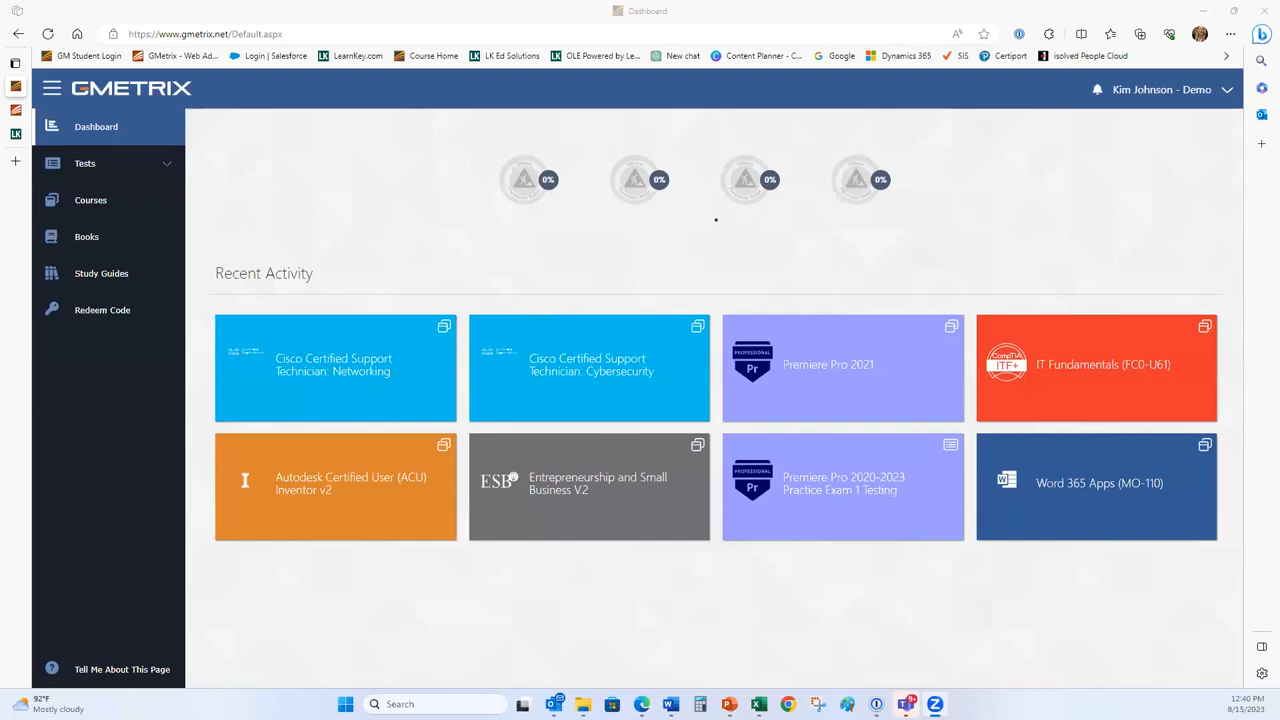 Dashboard
https://www.gmetrix.net/Default.aspx
GM Student Login
GMetrix - Web Ad...
Login | Salesforce
LearnKey.com
Course Home
LK Ed Solutions
OLE Powered by Le...
New chat
Content Planner - C...
Google
Dynamics 365
SIS
Certiport
isolved People Cloud
GMETRIX
Kim Johnson - Demo
Dashboard
Tests
Courses
Books
Study Guides
Redeem Code
Tell Me About This Page
0%
0%
0%
0%
Recent Activity
Cisco Certified Support
Technician: Networking
Cisco Certified Support
Technician: Cybersecurity
PROFESSIONAL
Pr
Premiere Pro 2021
CompTIA
ITF+
IT Fundamentals (FC0-U61)
Autodesk Certified User (ACU)
Inventor v2
ESB
Entrepreneurship and Small
Business V.2
PROFESSIONAL
Pr
Premiere Pro 2020-2023
Practice Exam 1 Testing
Word 365 Apps (MO-110)
92°F
Mostly cloudy
Search
12:40 PM
8/15/2023